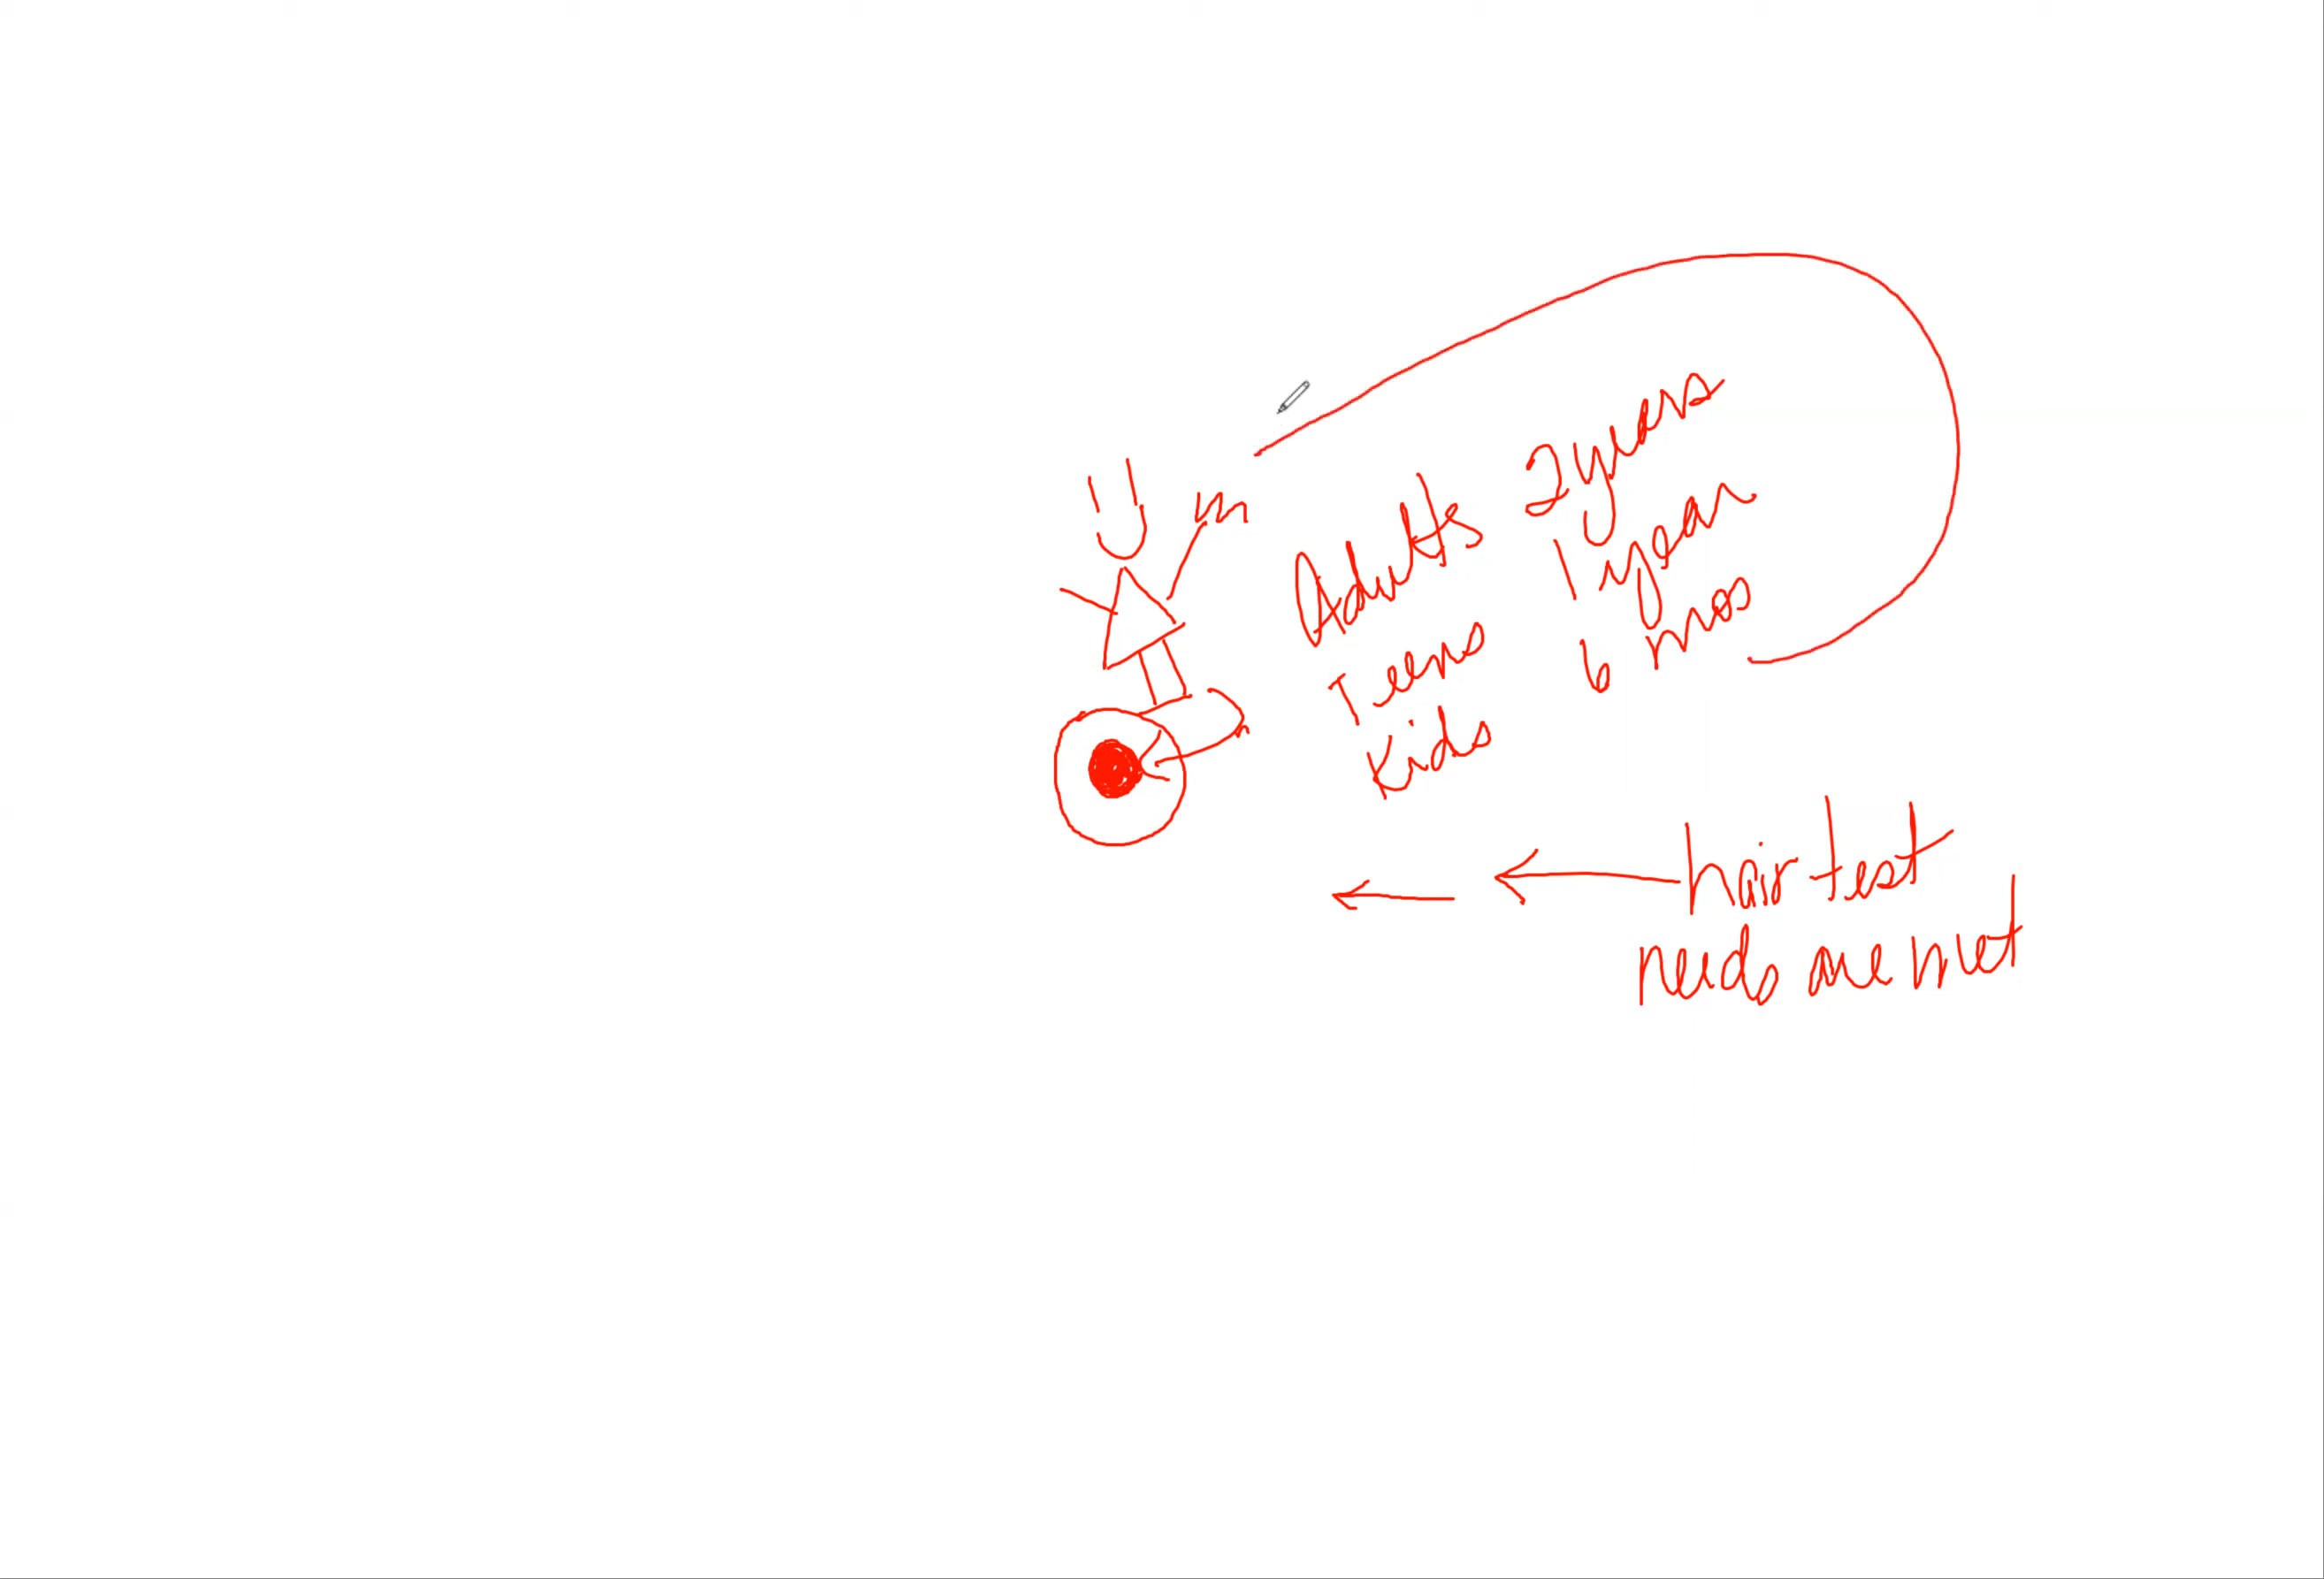 Adults 2 years
Teens 1 year
Kids 6 mos
hair test
needs are met